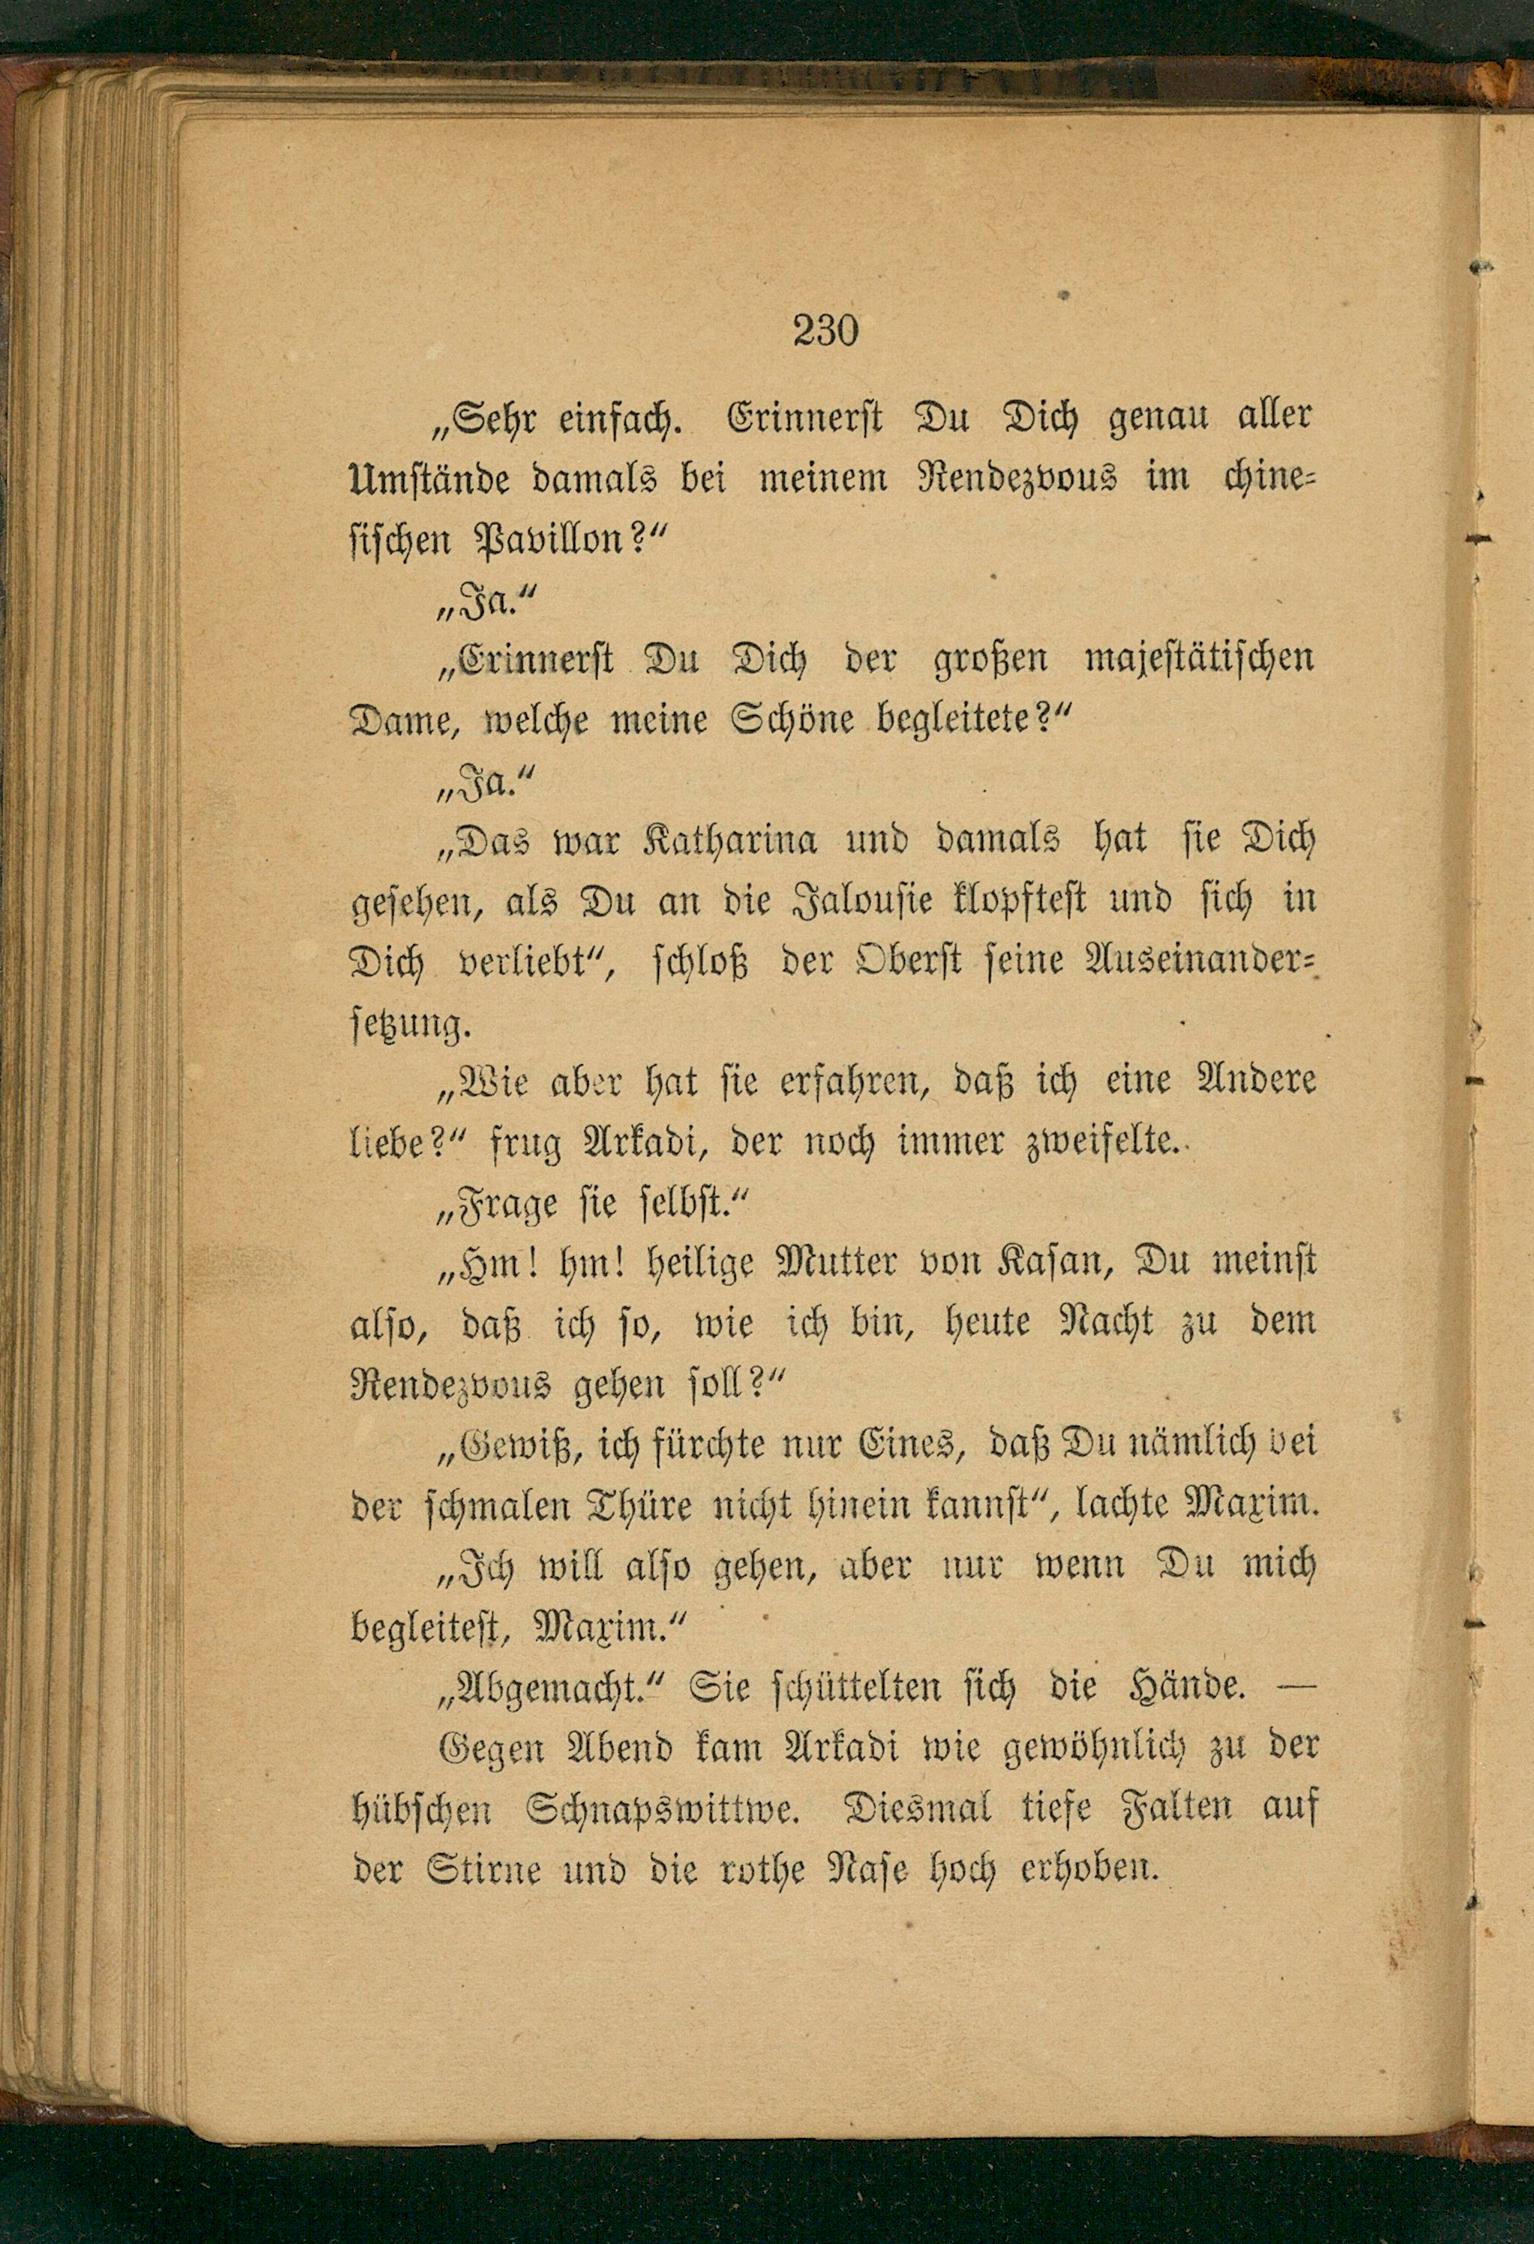 230
„Sehr einfach. Erinnerst Du Dich genau aller
Umstände damals bei meinem Rendezvous im chine-
sischen Pavillon?“
„Ja.“
„Erinnerst Du Dich der großen majestätischen
Dame, welche meine Schöne begleitete?“
„Ja.“
„Das war Katharina und damals hat sie Dich
gesehen, als Du an die Jalousie klopftest und sich in
Dich verliebt“, schloß der Oberst seine Auseinander-
setzung.
„Wie aber hat sie erfahren, daß ich eine Andere
liebe?“ frug Arkadi, der noch immer zweifelte.
„Frage sie selbst.“
„Hm! hm! heilige Mutter von Kasan, Du meinst
also, daß ich so, wie ich bin, heute Nacht zu dem
Rendezvous gehen soll?“
„Gewiß, ich fürchte nur Eines, daß Du nämlich bei
der schmalen Thüre nicht hinein kannst“, lachte Maxim.
„Ich will also gehen, aber nur wenn Du mich
begleitest, Maxim.“
„Abgemacht.“ Sie schüttelten sich die Hände. —
Gegen Abend kam Arkadi wie gewöhnlich zu der
hübschen Schnapswittwe. Diesmal tiefe Falten auf
der Stirne und die rothe Nase hoch erhoben.